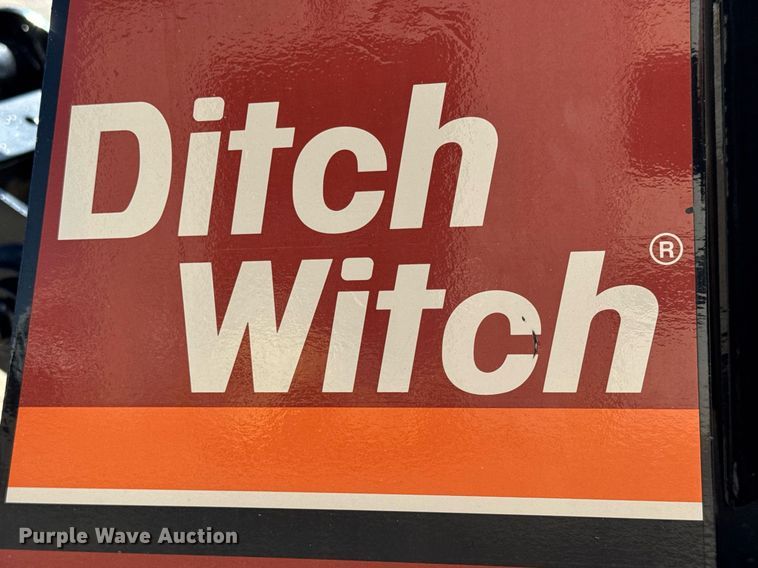 Ditch
Witch®
Purple Wave Auction